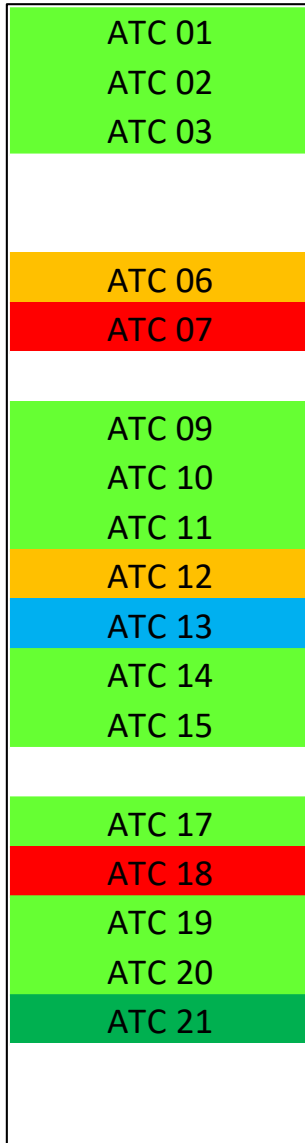 ATC 01
ATC 02
ATC 03
ATC 06
ATC 07
ATC 09
ATC 10
ATC 11
ATC 12
ATC 13
ATC 14
ATC 15
ATC 17
ATC 18
ATC 19
ATC 20
ATC 21